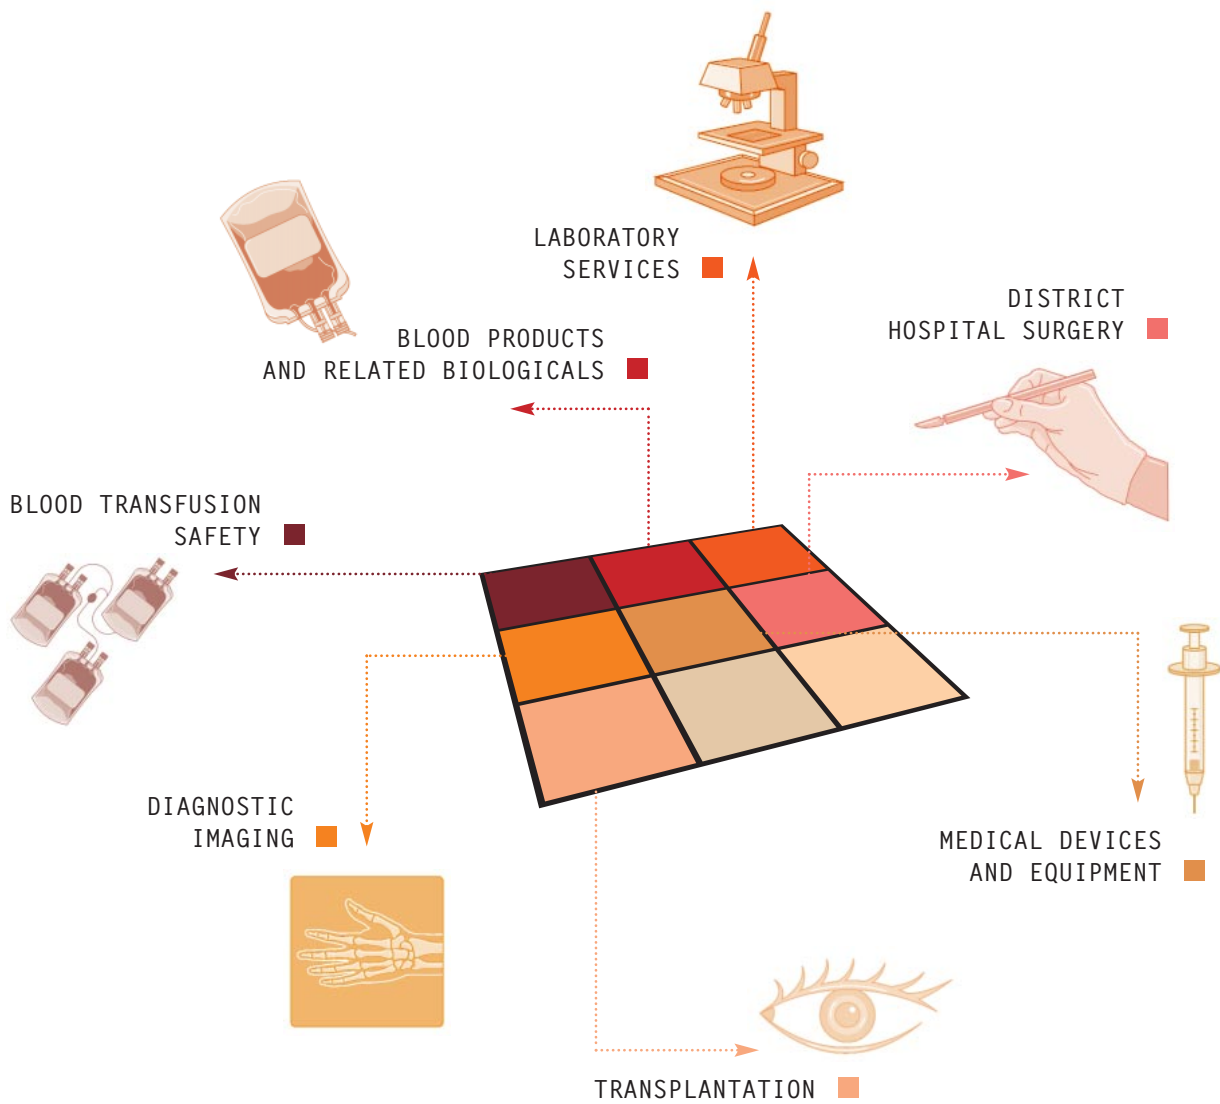 LABORATORY
SERVICES
DISTRICT
HOSPITAL SURGERY
BLOOD PRODUCTS
AND RELATED BIOLOGICALS
BLOOD TRANSFUSION
SAFETY
DIAGNOSTIC
IMAGING
MEDICAL DEVICES
AND EQUIPMENT
TRANSPLANTATION